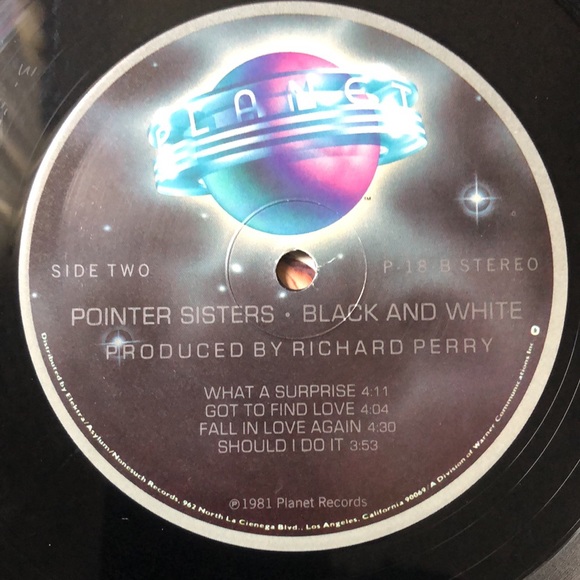 PLANET
™
SIDE TWO
P-18 B STEREO
POINTER SISTERS • BLACK AND WHITE
PRODUCED BY RICHARD PERRY
WHAT A SURPRISE 4:11
GOT TO FIND LOVE 4:04
FALL IN LOVE AGAIN 4:30
SHOULD I DO IT 3:53
℗1981 Planet Records
Distributed by Elektra/Asylum/Nonesuch Records, 962 North La Cienega Blvd., Los Angeles, California 90069/A Division of Warner Communications Inc